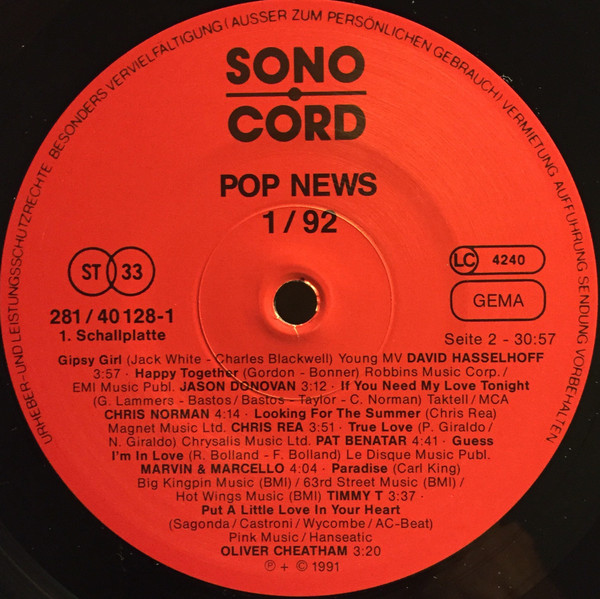 URHEBER-UND LEISTUNGSSCHUTZRECHTE BESONDERS VERVIELFÄLTIGUNG (AUSSER ZUM PERSÖNLICHEN GEBRAUCH) VERMIETUNG AUFFÜHRUNG SENDUNG VORBEHALTEN
SONO
CORD
POP NEWS
1 / 92
ST 33
LC 4240
GEMA
281 / 40 128-1
1. Schallplatte
Seite 2 - 30:57
Gipsy Girl (Jack White - Charles Blackwell) Young MV DAVID HASSELHOFF
3:57 · Happy Together (Gordon - Bonner) Robbins Music Corp. /
EMI Music Publ. JASON DONOVAN 3:12 · If You Need My Love Tonight
(G. Lammers - Bastos / Bastos - Taylor - C. Norman) Taktell / MCA
CHRIS NORMAN 4:14 · Looking For The Summer (Chris Rea)
Magnet Music Ltd. CHRIS REA 3:51 · True Love (P. Giraldo /
N. Giraldo) Chrysalis Music Ltd. PAT BENATAR 4:41 · Guess
I'm In Love (R. Bolland - F. Bolland) Le Disque Music Publ.
MARVIN & MARCELLO 4:04 · Paradise (Carl King)
Big Kingpin Music (BMI) / 63rd Street Music (BMI) /
Hot Wings Music (BMI) TIMMY T 3:37 ·
Put A Little Love In Your Heart
(Sagonda / Castroni / Wycombe / AC-Beat)
Pink Music / Hanseatic
OLIVER CHEATHAM 3:20
℗ + © 1991